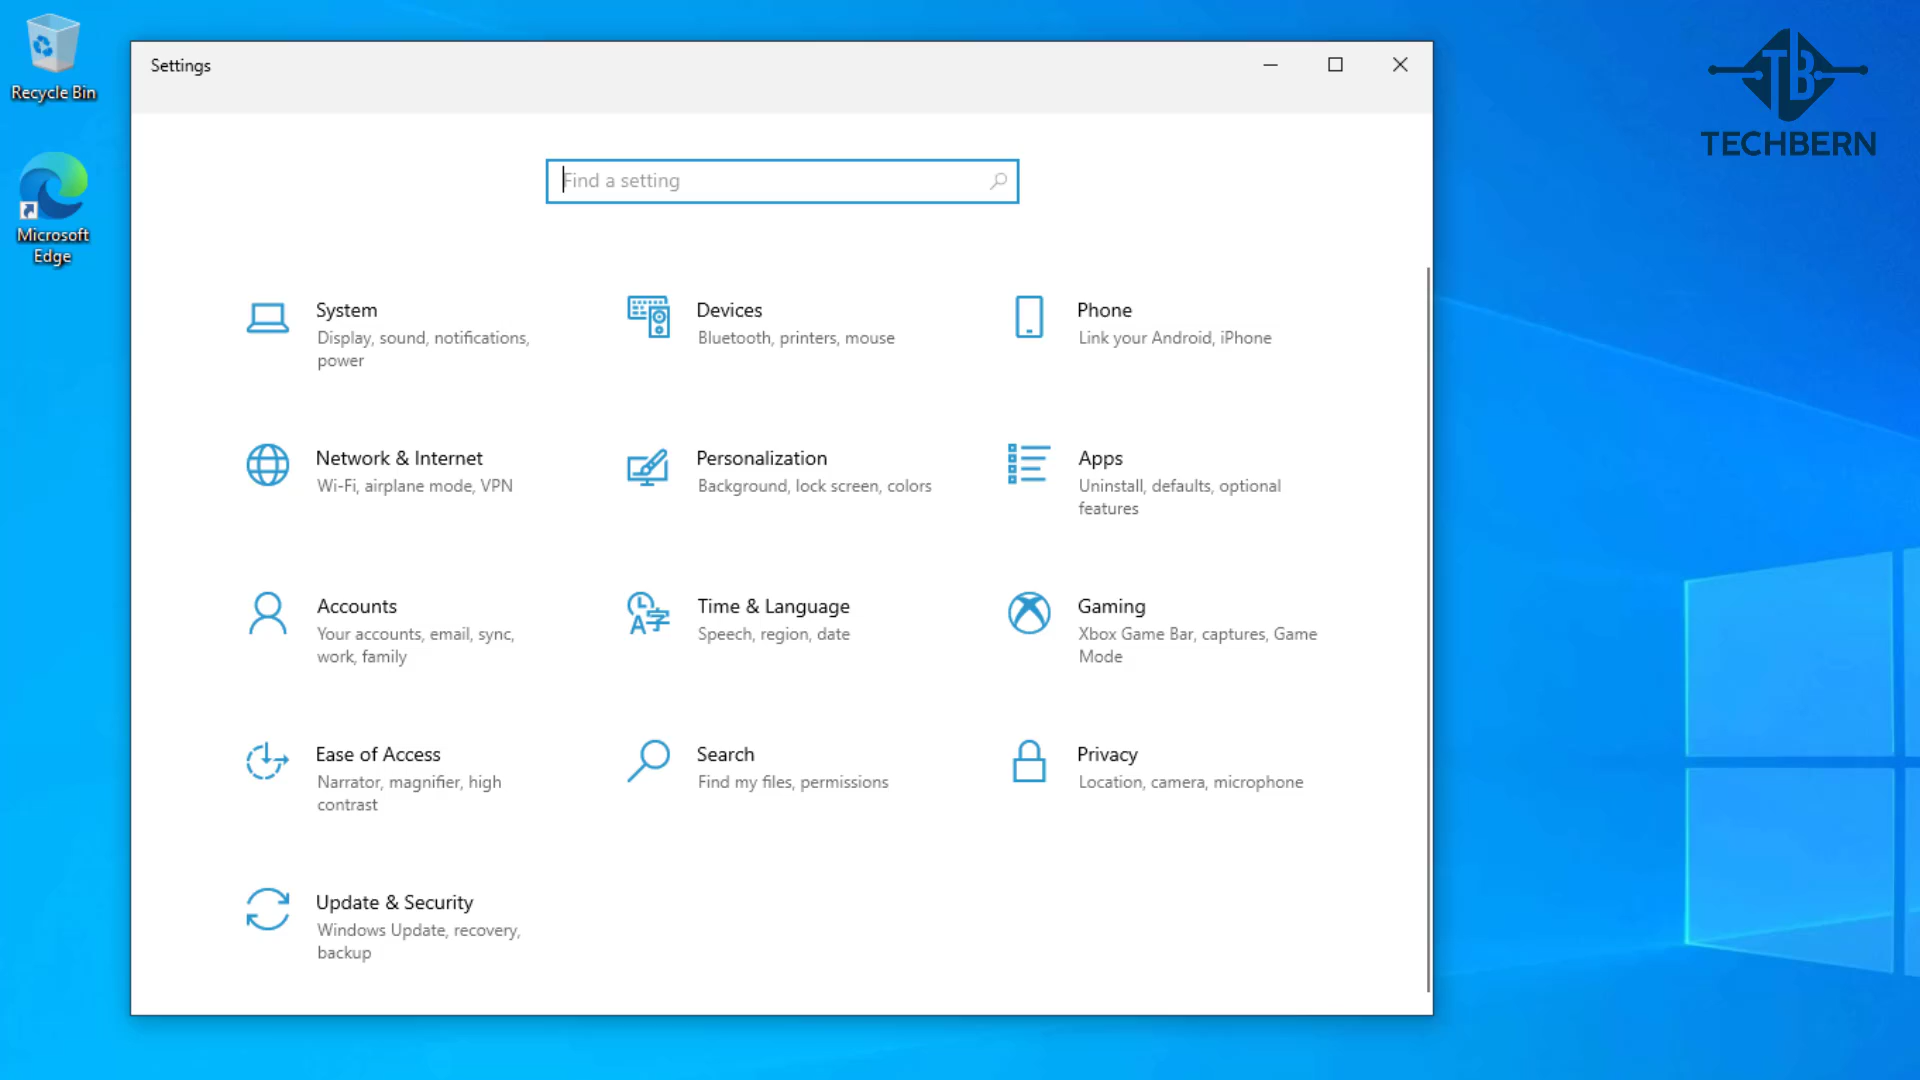 Recycle Bin
Microsoft
Edge
Settings
Find a setting
System
Display, sound, notifications,
power
Devices
Bluetooth, printers, mouse
Phone
Link your Android, iPhone
Network & Internet
Wi-Fi, airplane mode, VPN
Personalization
Background, lock screen, colors
Apps
Uninstall, defaults, optional
features
Accounts
Your accounts, email, sync,
work, family
Time & Language
Speech, region, date
Gaming
Xbox Game Bar, captures, Game
Mode
Ease of Access
Narrator, magnifier, high
contrast
Search
Find my files, permissions
Privacy
Location, camera, microphone
Update & Security
Windows Update, recovery,
backup
TB
TECHBERN